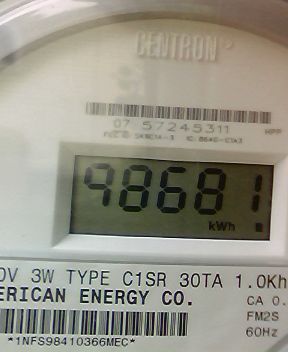 CENTRON®
07 57245311
HPP
98681
kWh
0V 3W TYPE C1SR 30TA 1.0Kh
ERICAN ENERGY CO.
CA 0.
FM2S
60Hz
*1NFS98410366MEC*